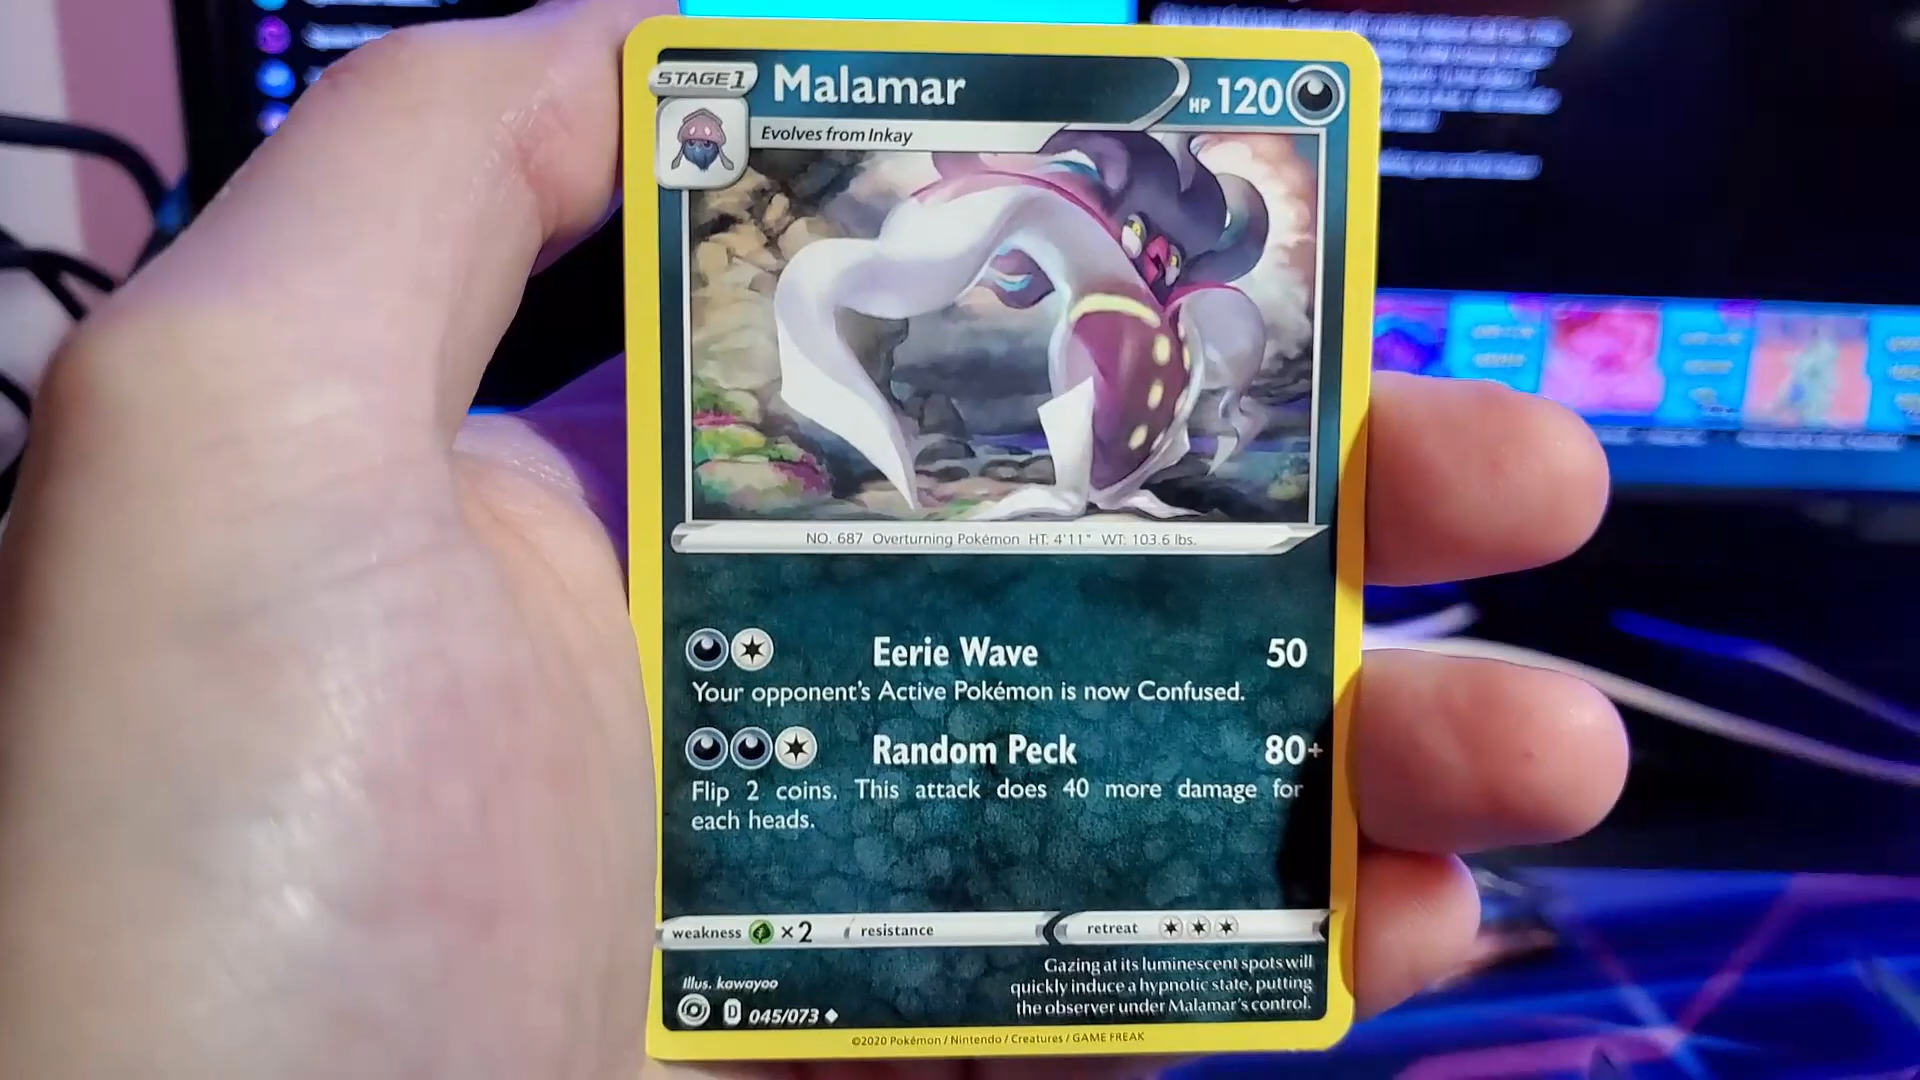 STAGE 1
Malamar
HP 120
Evolves from Inkay
NO. 687 Overturning Pokémon HT: 4'11" WT: 103.6 lbs.
Eerie Wave 50
Your opponent's Active Pokémon is now Confused.
Random Peck 80+
Flip 2 coins. This attack does 40 more damage for
each heads.
weakness ×2 resistance retreat
Illus. kawayoo
Gazing at its luminescent spots will
quickly induce a hypnotic state, putting
the observer under Malamar's control.
D 045/073
©2020 Pokémon / Nintendo / Creatures / GAME FREAK